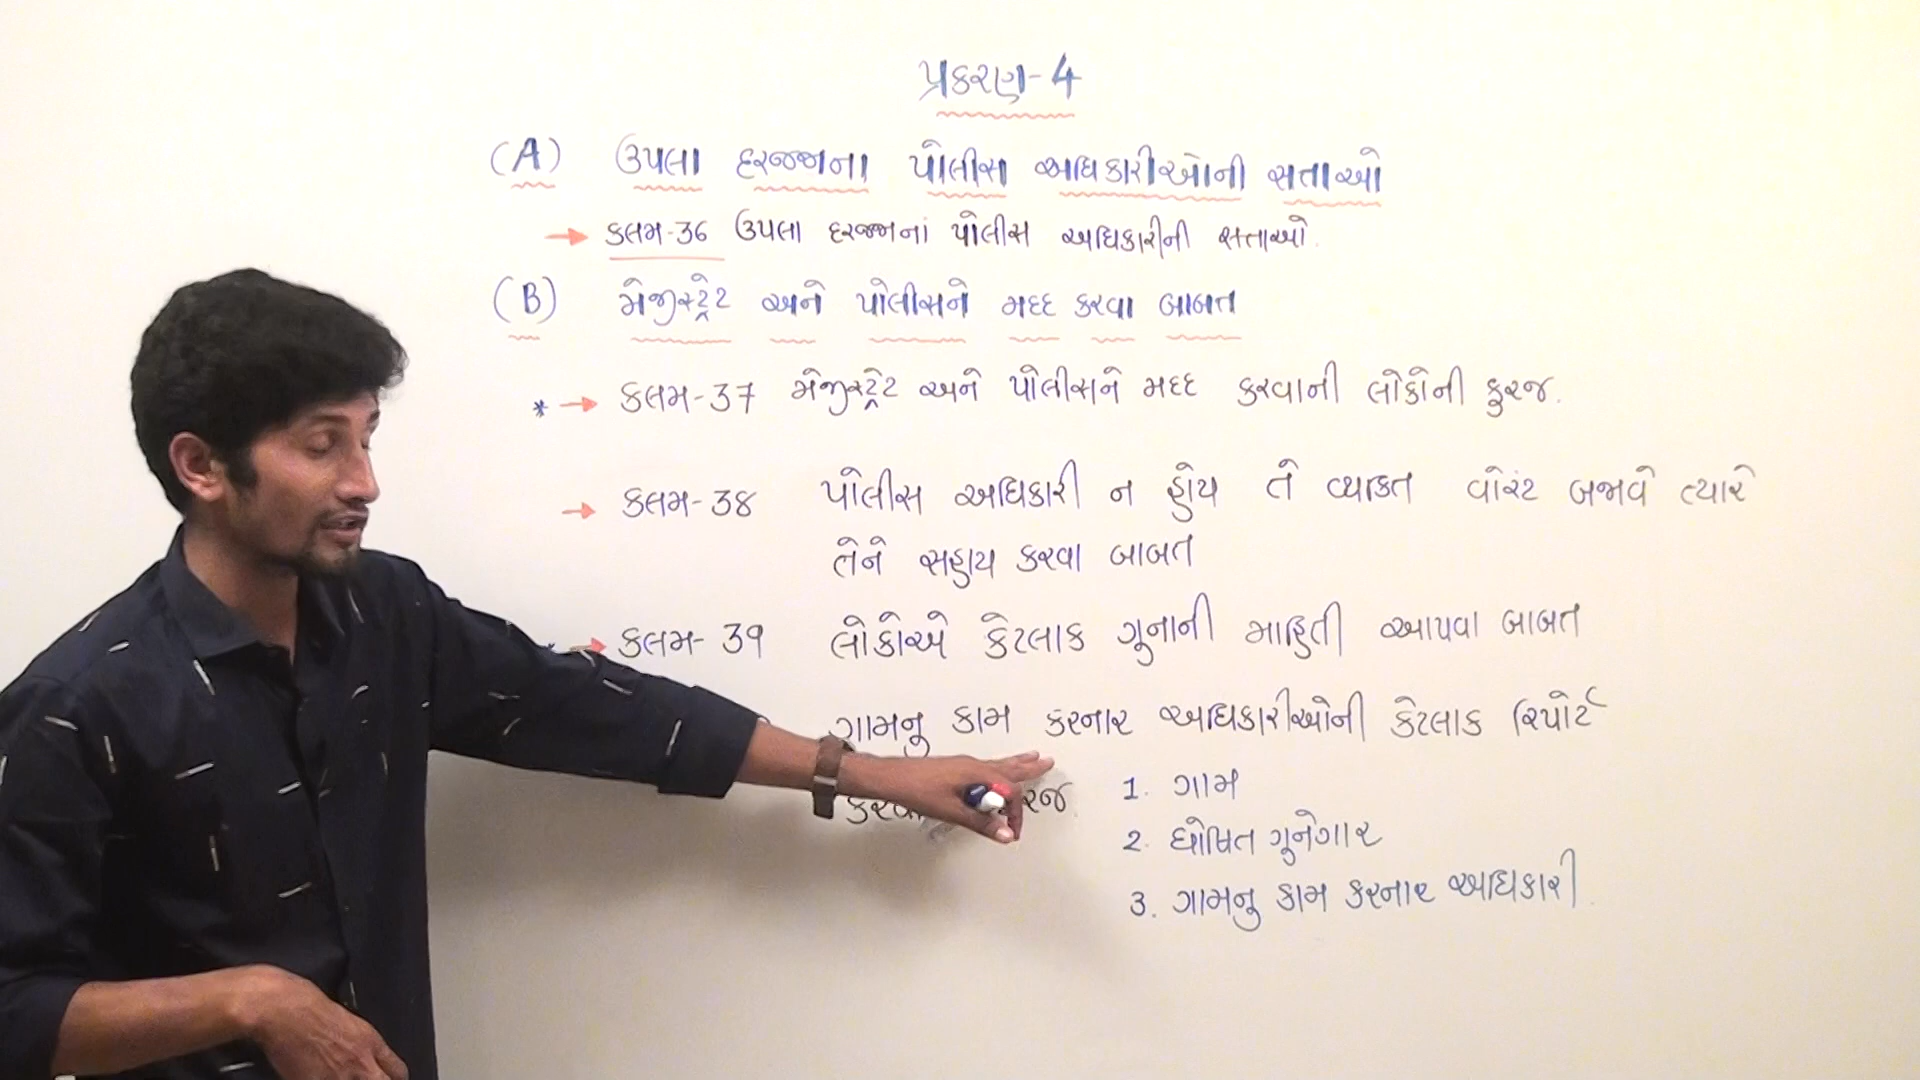 પ્રકરણ-4
(A) ઉપલા દરજ્જાના પોલીસ અધિકારીઓની સતાઓ
→ કલમ-36 ઉપલા દરજ્જાનાં પોલીસ અધિકારીની સત્તાઓ.
(B) મેજીસ્ટ્રેટ અને પોલીસને મદદ કરવા બાબત
* → કલમ-37 મેજીસ્ટ્રેટ અને પોલીસને મદદ કરવાની લોકોની ફરજ.
→ કલમ-38 પોલીસ અધિકારી ન હોય તે વ્યકિત વોરંટ બજાવે ત્યારે
તેને સહાય કરવા બાબત
→ કલમ- 39 લોકોએ કેટલાક ગૂનાની માહિતી આપવા બાબત
ગામનુ કામ કરનાર અધિકારીઓની કેટલાક રિપોર્ટ
1. ગામ
2. ઘોષિત ગુનેગાર
3. ગામનુ કામ કરનાર અધિકારી.